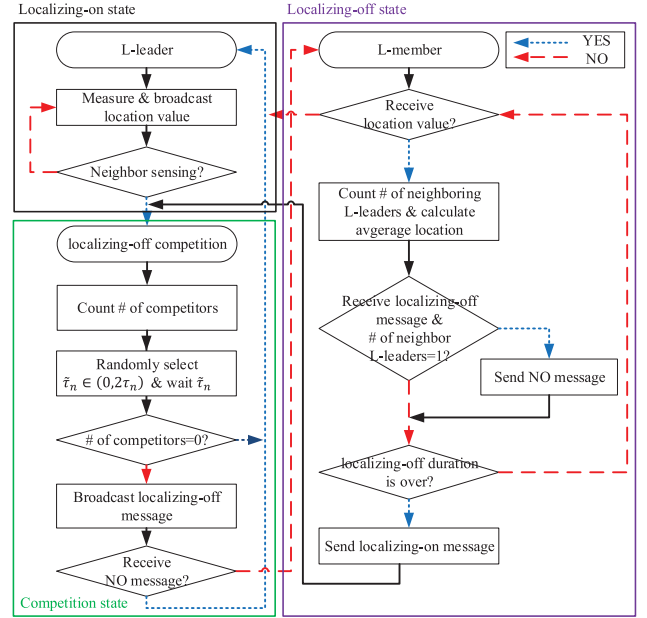 Localizing-on state
L-leader
Measure & broadcast
location value
Neighbor sensing?
localizing-off competition
Count # of competitors
Randomly select
τ̃ₙ ∈ (0,2τₙ) & wait τ̃ₙ
# of competitors=0?
Broadcast localizing-off
message
Receive
NO message?
Competition state
Localizing-off state
L-member
YES
NO
Receive
location value?
Count # of neighboring
L-leaders & calculate
avgerage location
Receive localizing-off
message &
# of neighbor
L-leaders=1?
Send NO message
localizing-off duration
is over?
Send localizing-on message